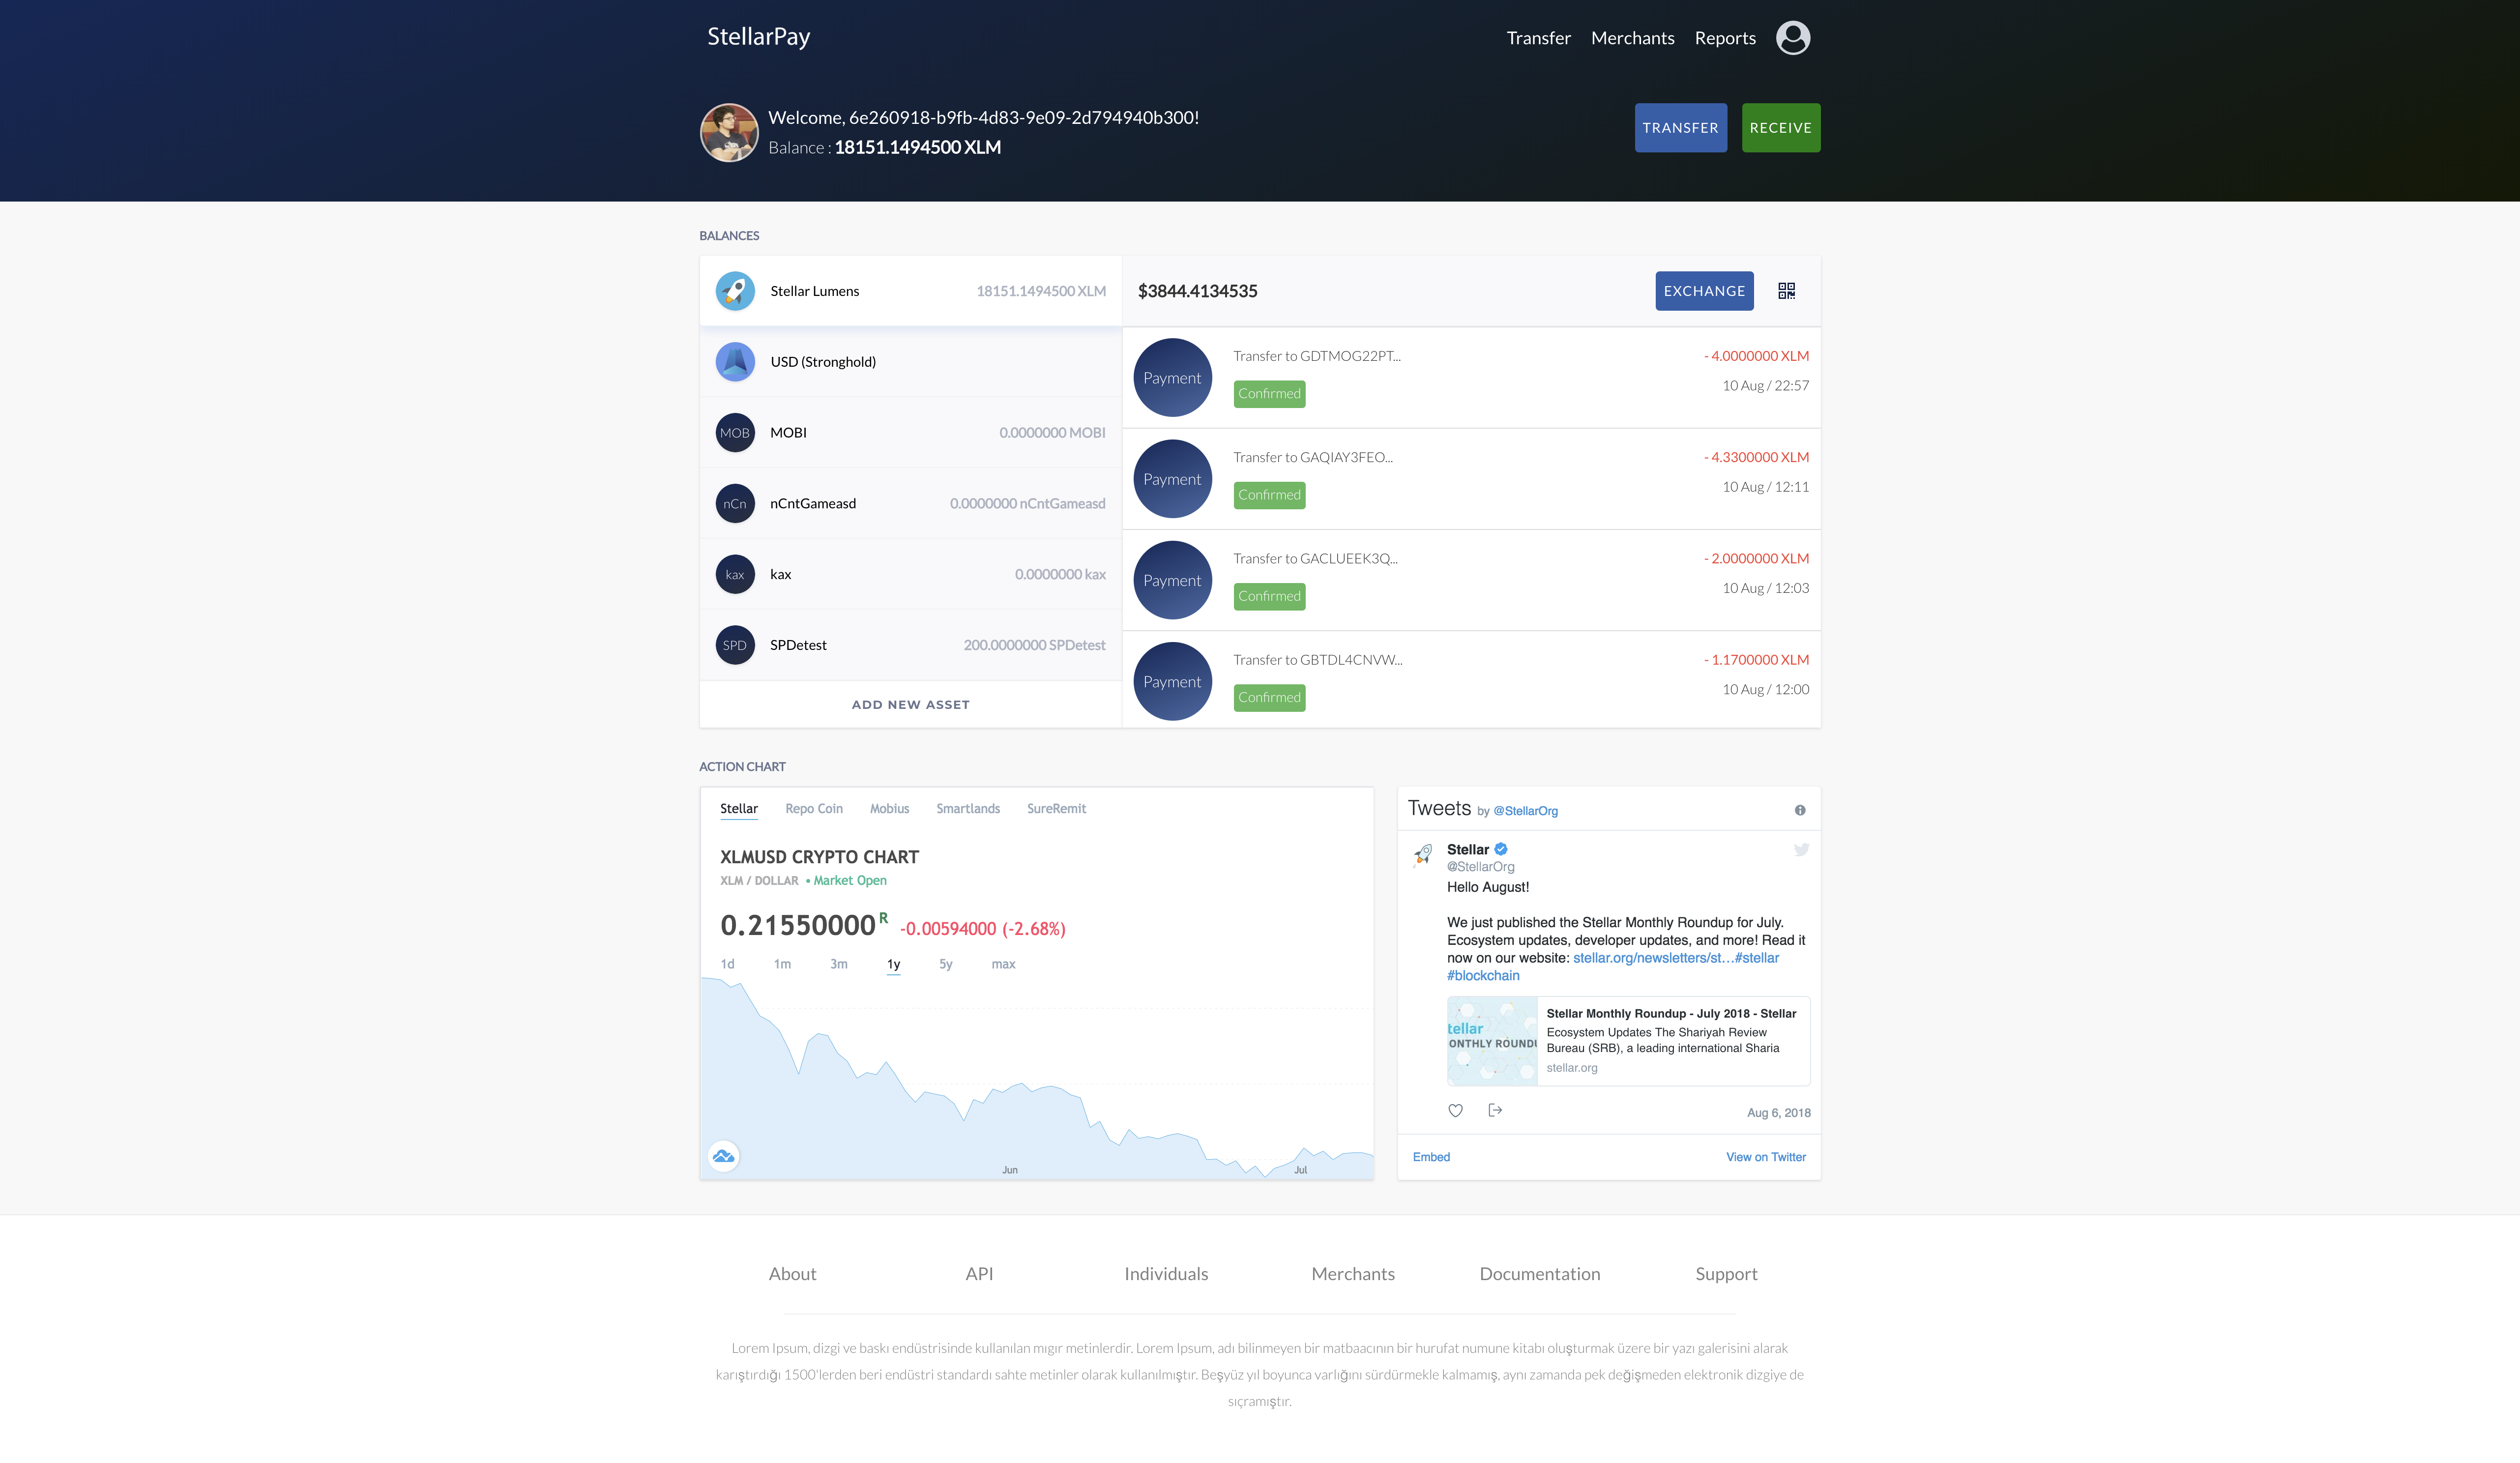 StellarPay
Transfer Merchants Reports
Welcome, 6e260918-b9fb-4d83-9e09-2d794940b300!
Balance : 18151.1494500 XLM
TRANSFER RECEIVE
BALANCES
Stellar Lumens 18151.1494500 XLM
USD (Stronghold)
MOB MOBI 0.0000000 MOBI
nCn nCntGameasd 0.0000000 nCntGameasd
kax kax 0.0000000 kax
SPD SPDetest 200.0000000 SPDetest
ADD NEW ASSET
$3844.4134535 EXCHANGE
Payment Transfer to GDTMOG22PT... - 4.0000000 XLM
Confirmed 10 Aug / 22:57
Payment Transfer to GAQIAY3FEO... - 4.3300000 XLM
Confirmed 10 Aug / 12:11
Payment Transfer to GACLUEEK3Q... - 2.0000000 XLM
Confirmed 10 Aug / 12:03
Payment Transfer to GBTDL4CNVW... - 1.1700000 XLM
Confirmed 10 Aug / 12:00
ACTION CHART
Stellar Repo Coin Mobius Smartlands SureRemit
XLMUSD CRYPTO CHART
XLM / DOLLAR • Market Open
0.21550000 R -0.00594000 (-2.68%)
1d 1m 3m 1y 5y max
Jun Jul
Tweets by @StellarOrg
Stellar
@StellarOrg
Hello August!
We just published the Stellar Monthly Roundup for July.
Ecosystem updates, developer updates, and more! Read it
now on our website: stellar.org/newsletters/st…#stellar
#blockchain
tellar
ONTHLY ROUNDU
Stellar Monthly Roundup - July 2018 - Stellar
Ecosystem Updates The Shariyah Review
Bureau (SRB), a leading international Sharia
stellar.org
Aug 6, 2018
Embed View on Twitter
About API Individuals Merchants Documentation Support
Lorem Ipsum, dizgi ve baskı endüstrisinde kullanılan mıgır metinlerdir. Lorem Ipsum, adı bilinmeyen bir matbaacının bir hurufat numune kitabı oluşturmak üzere bir yazı galerisini alarak
karıştırdığı 1500'lerden beri endüstri standardı sahte metinler olarak kullanılmıştır. Beşyüz yıl boyunca varlığını sürdürmekle kalmamış, aynı zamanda pek değişmeden elektronik dizgiye de
sıçramıştır.